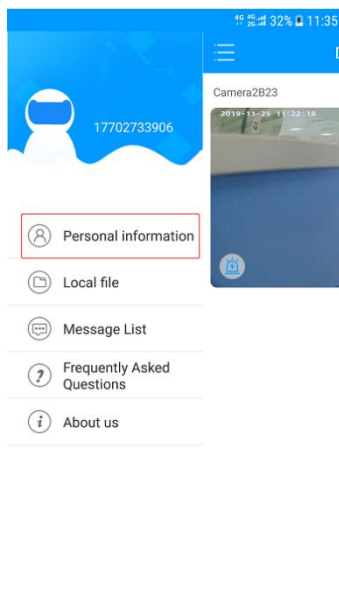 4G 4G 2G 32% 11:35
Camera2B23
2019-11-25 11:22:19
17702733906
Personal information
Local file
Message List
Frequently Asked
Questions
About us